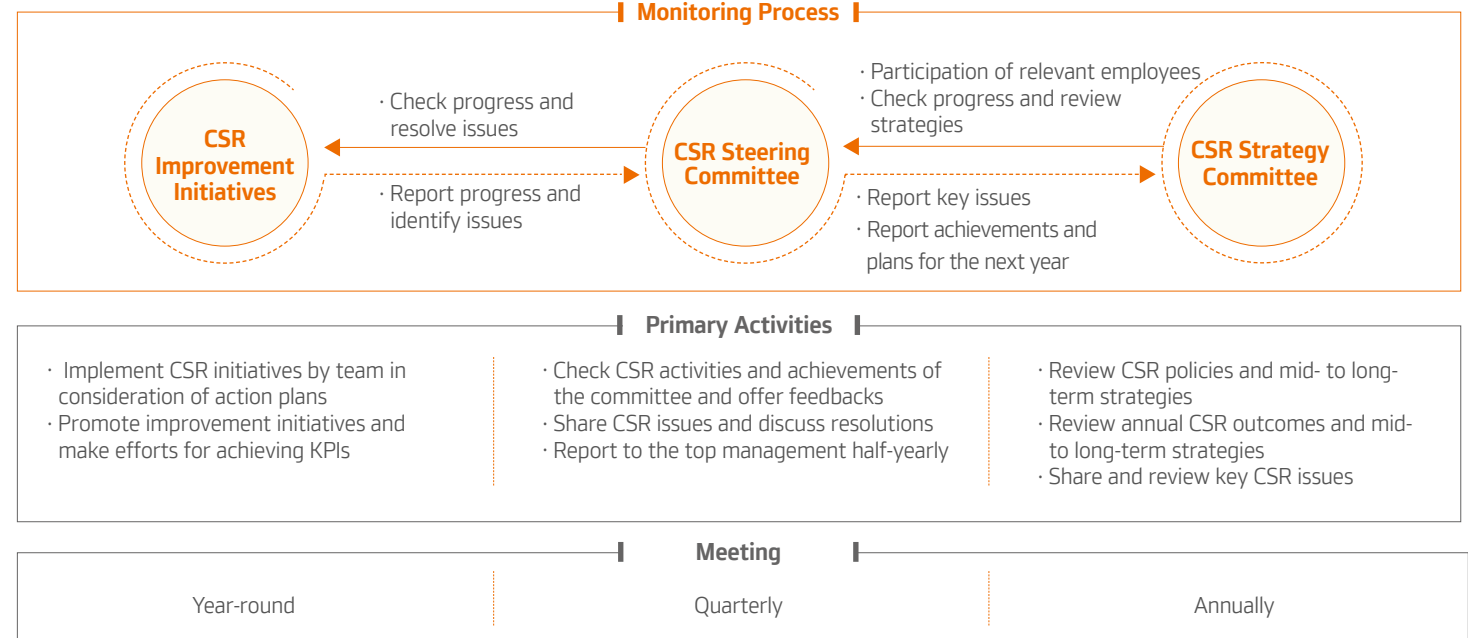 Monitoring Process
CSR
Improvement
Initiatives
· Check progress and
resolve issues
· Report progress and
identify issues
CSR Steering
Committee
· Participation of relevant employees
· Check progress and review
strategies
· Report key issues
· Report achievements and
plans for the next year
CSR Strategy
Committee
Primary Activities
· Implement CSR initiatives by team in
consideration of action plans
· Promote improvement initiatives and
make efforts for achieving KPIs
· Check CSR activities and achievements of
the committee and offer feedbacks
· Share CSR issues and discuss resolutions
· Report to the top management half-yearly
· Review CSR policies and mid- to long-
term strategies
· Review annual CSR outcomes and mid-
to long-term strategies
· Share and review key CSR issues
Meeting
Year-round
Quarterly
Annually